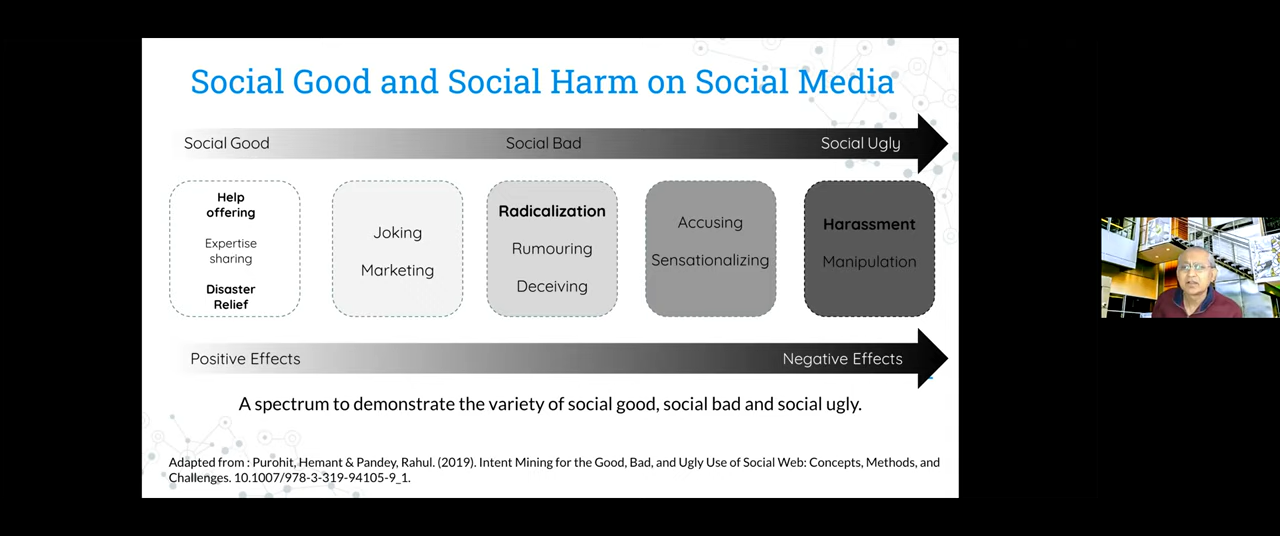 Social Good and Social Harm on Social Media
Social Good
Social Bad
Social Ugly
Help
offering
Expertise
sharing
Disaster
Relief
Joking
Marketing
Radicalization
Rumouring
Deceiving
Accusing
Sensationalizing
Harassment
Manipulation
Positive Effects
Negative Effects
A spectrum to demonstrate the variety of social good, social bad and social ugly.
Adapted from : Purohit, Hemant & Pandey, Rahul. (2019). Intent Mining for the Good, Bad, and Ugly Use of Social Web: Concepts, Methods, and
Challenges. 10.1007/978-3-319-94105-9_1.